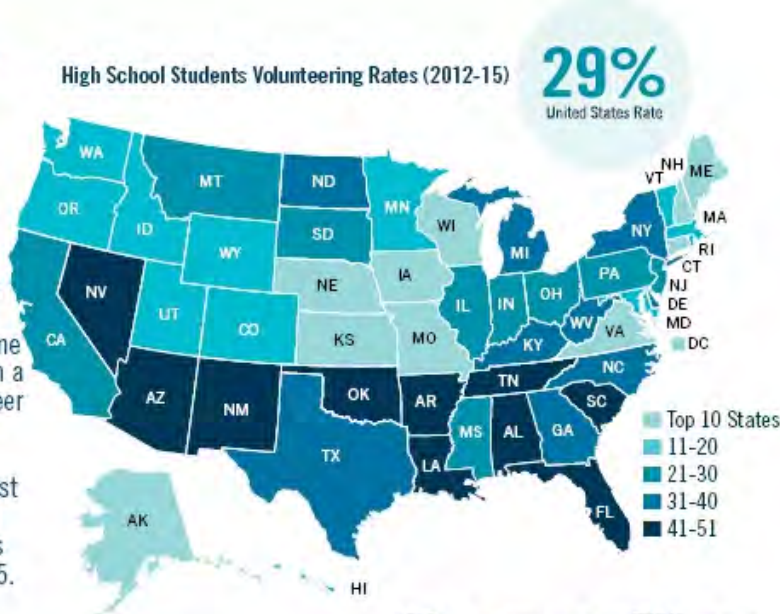 High School Students Volunteering Rates (2012-15)
29%
United States Rate
WA
OR
ID
MT
WY
UT
CO
CA
NV
AZ
NM
ND
SD
NE
KS
OK
TX
MN
IA
MO
AR
LA
WI
IL
IN
OH
MI
KY
TN
MS
AL
GA
FL
SC
NC
VA
WV
PA
NY
VT
NH
ME
MA
RI
CT
NJ
DE
MD
DC
AK
HI
Top 10 States
11-20
21-30
31-40
41-51
a
5.